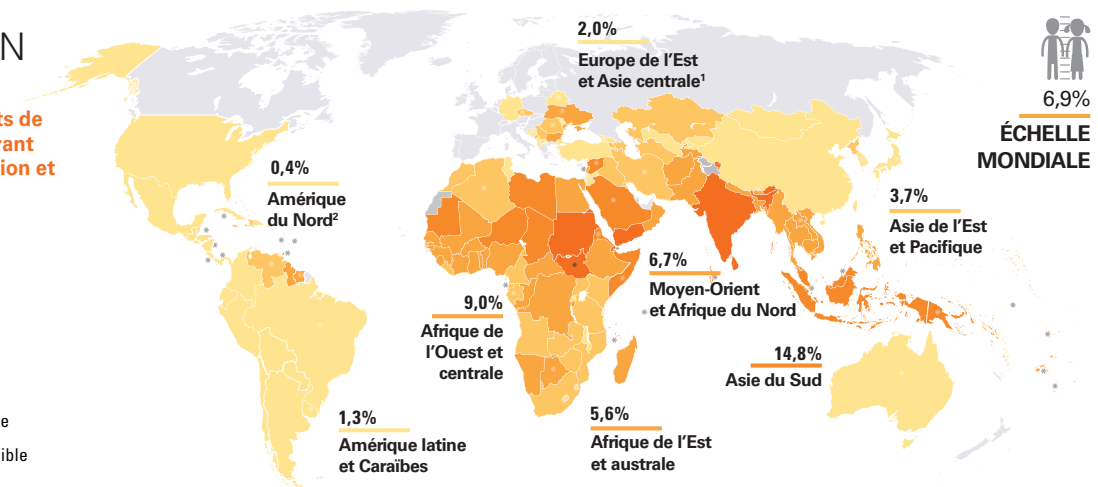 N
ts de
rant
ion et
2,0%
Europe de l'Est
et Asie centrale¹
6,9%
ÉCHELLE
MONDIALE
0,4%
Amérique
du Nord²
3,7%
Asie de l'Est
et Pacifique
6,7%
Moyen-Orient
et Afrique du Nord
9,0%
Afrique de
l'Ouest et
centrale
14,8%
Asie du Sud
1,3%
Amérique latine
et Caraïbes
5,6%
Afrique de l'Est
et australe
e
ible